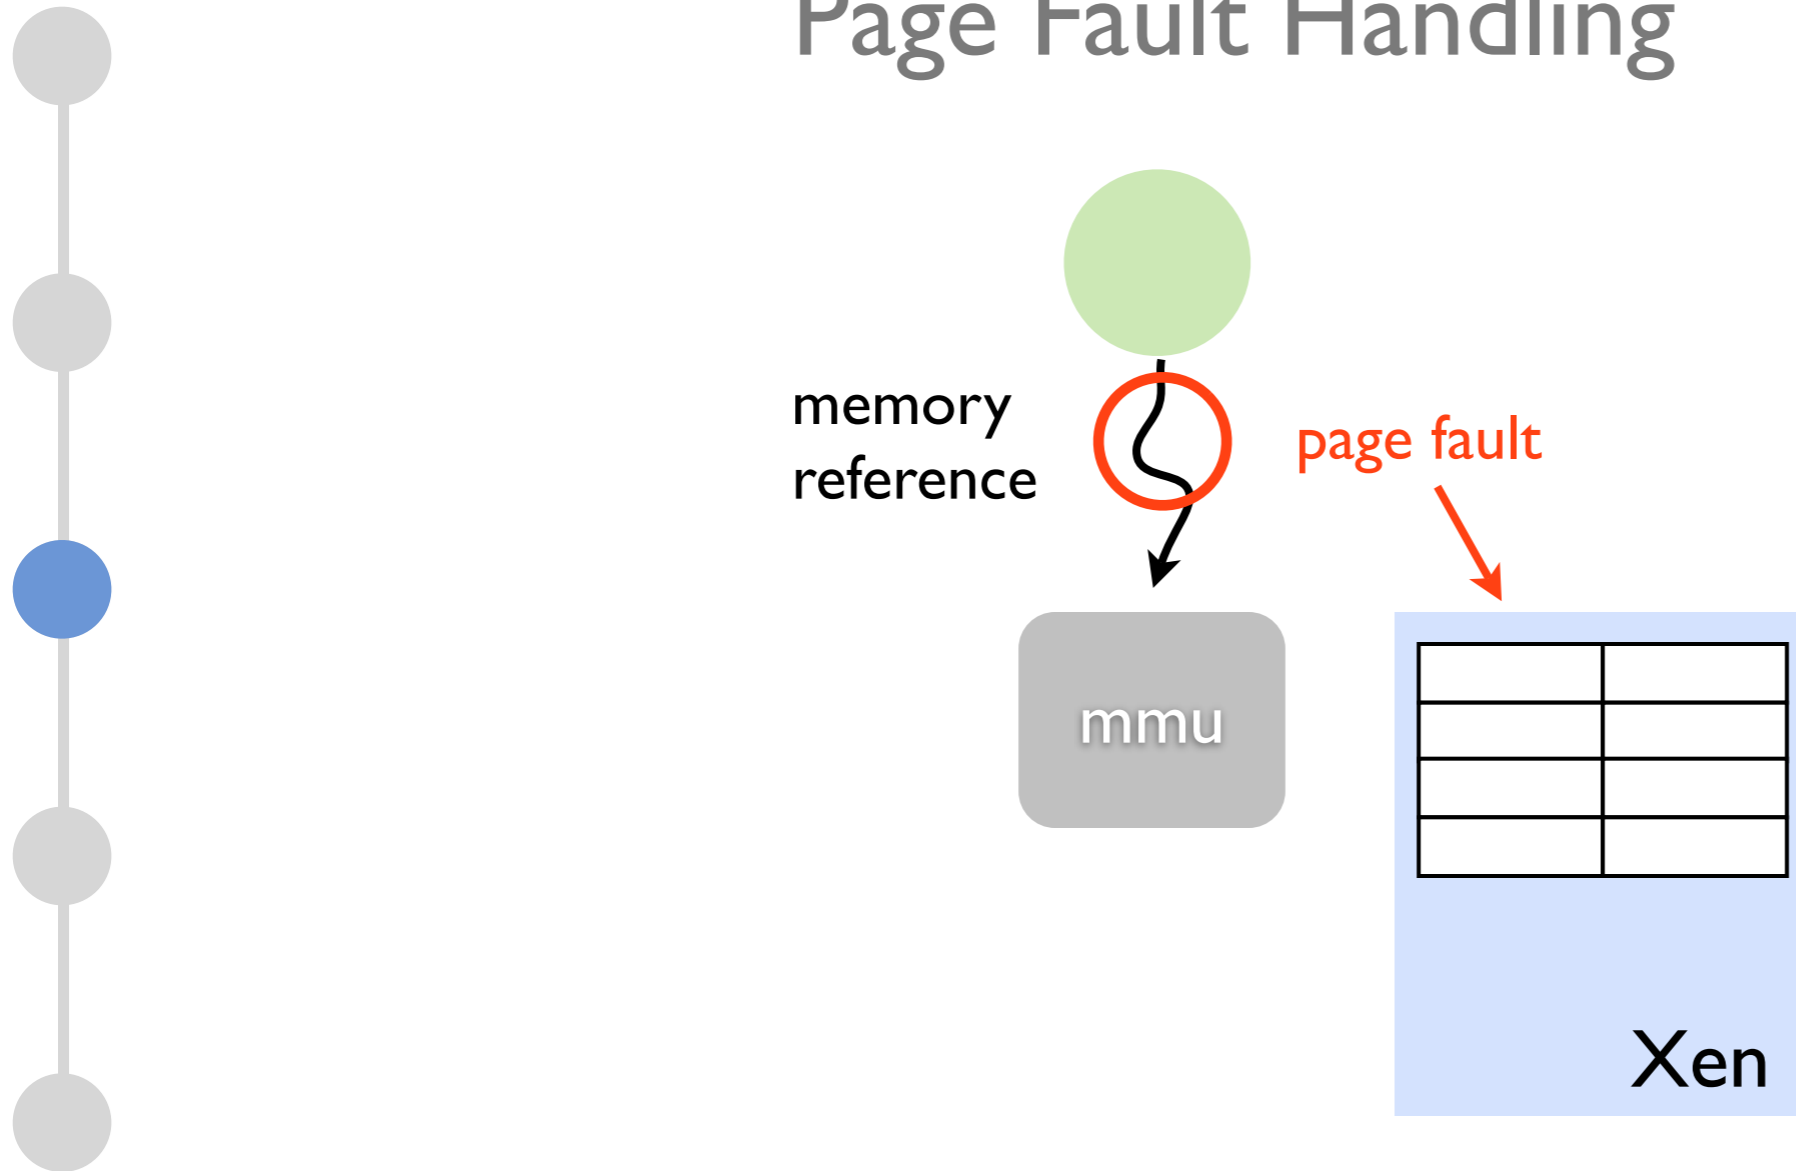 Page Fault Handling
memory
reference
page fault
mmu
Xen